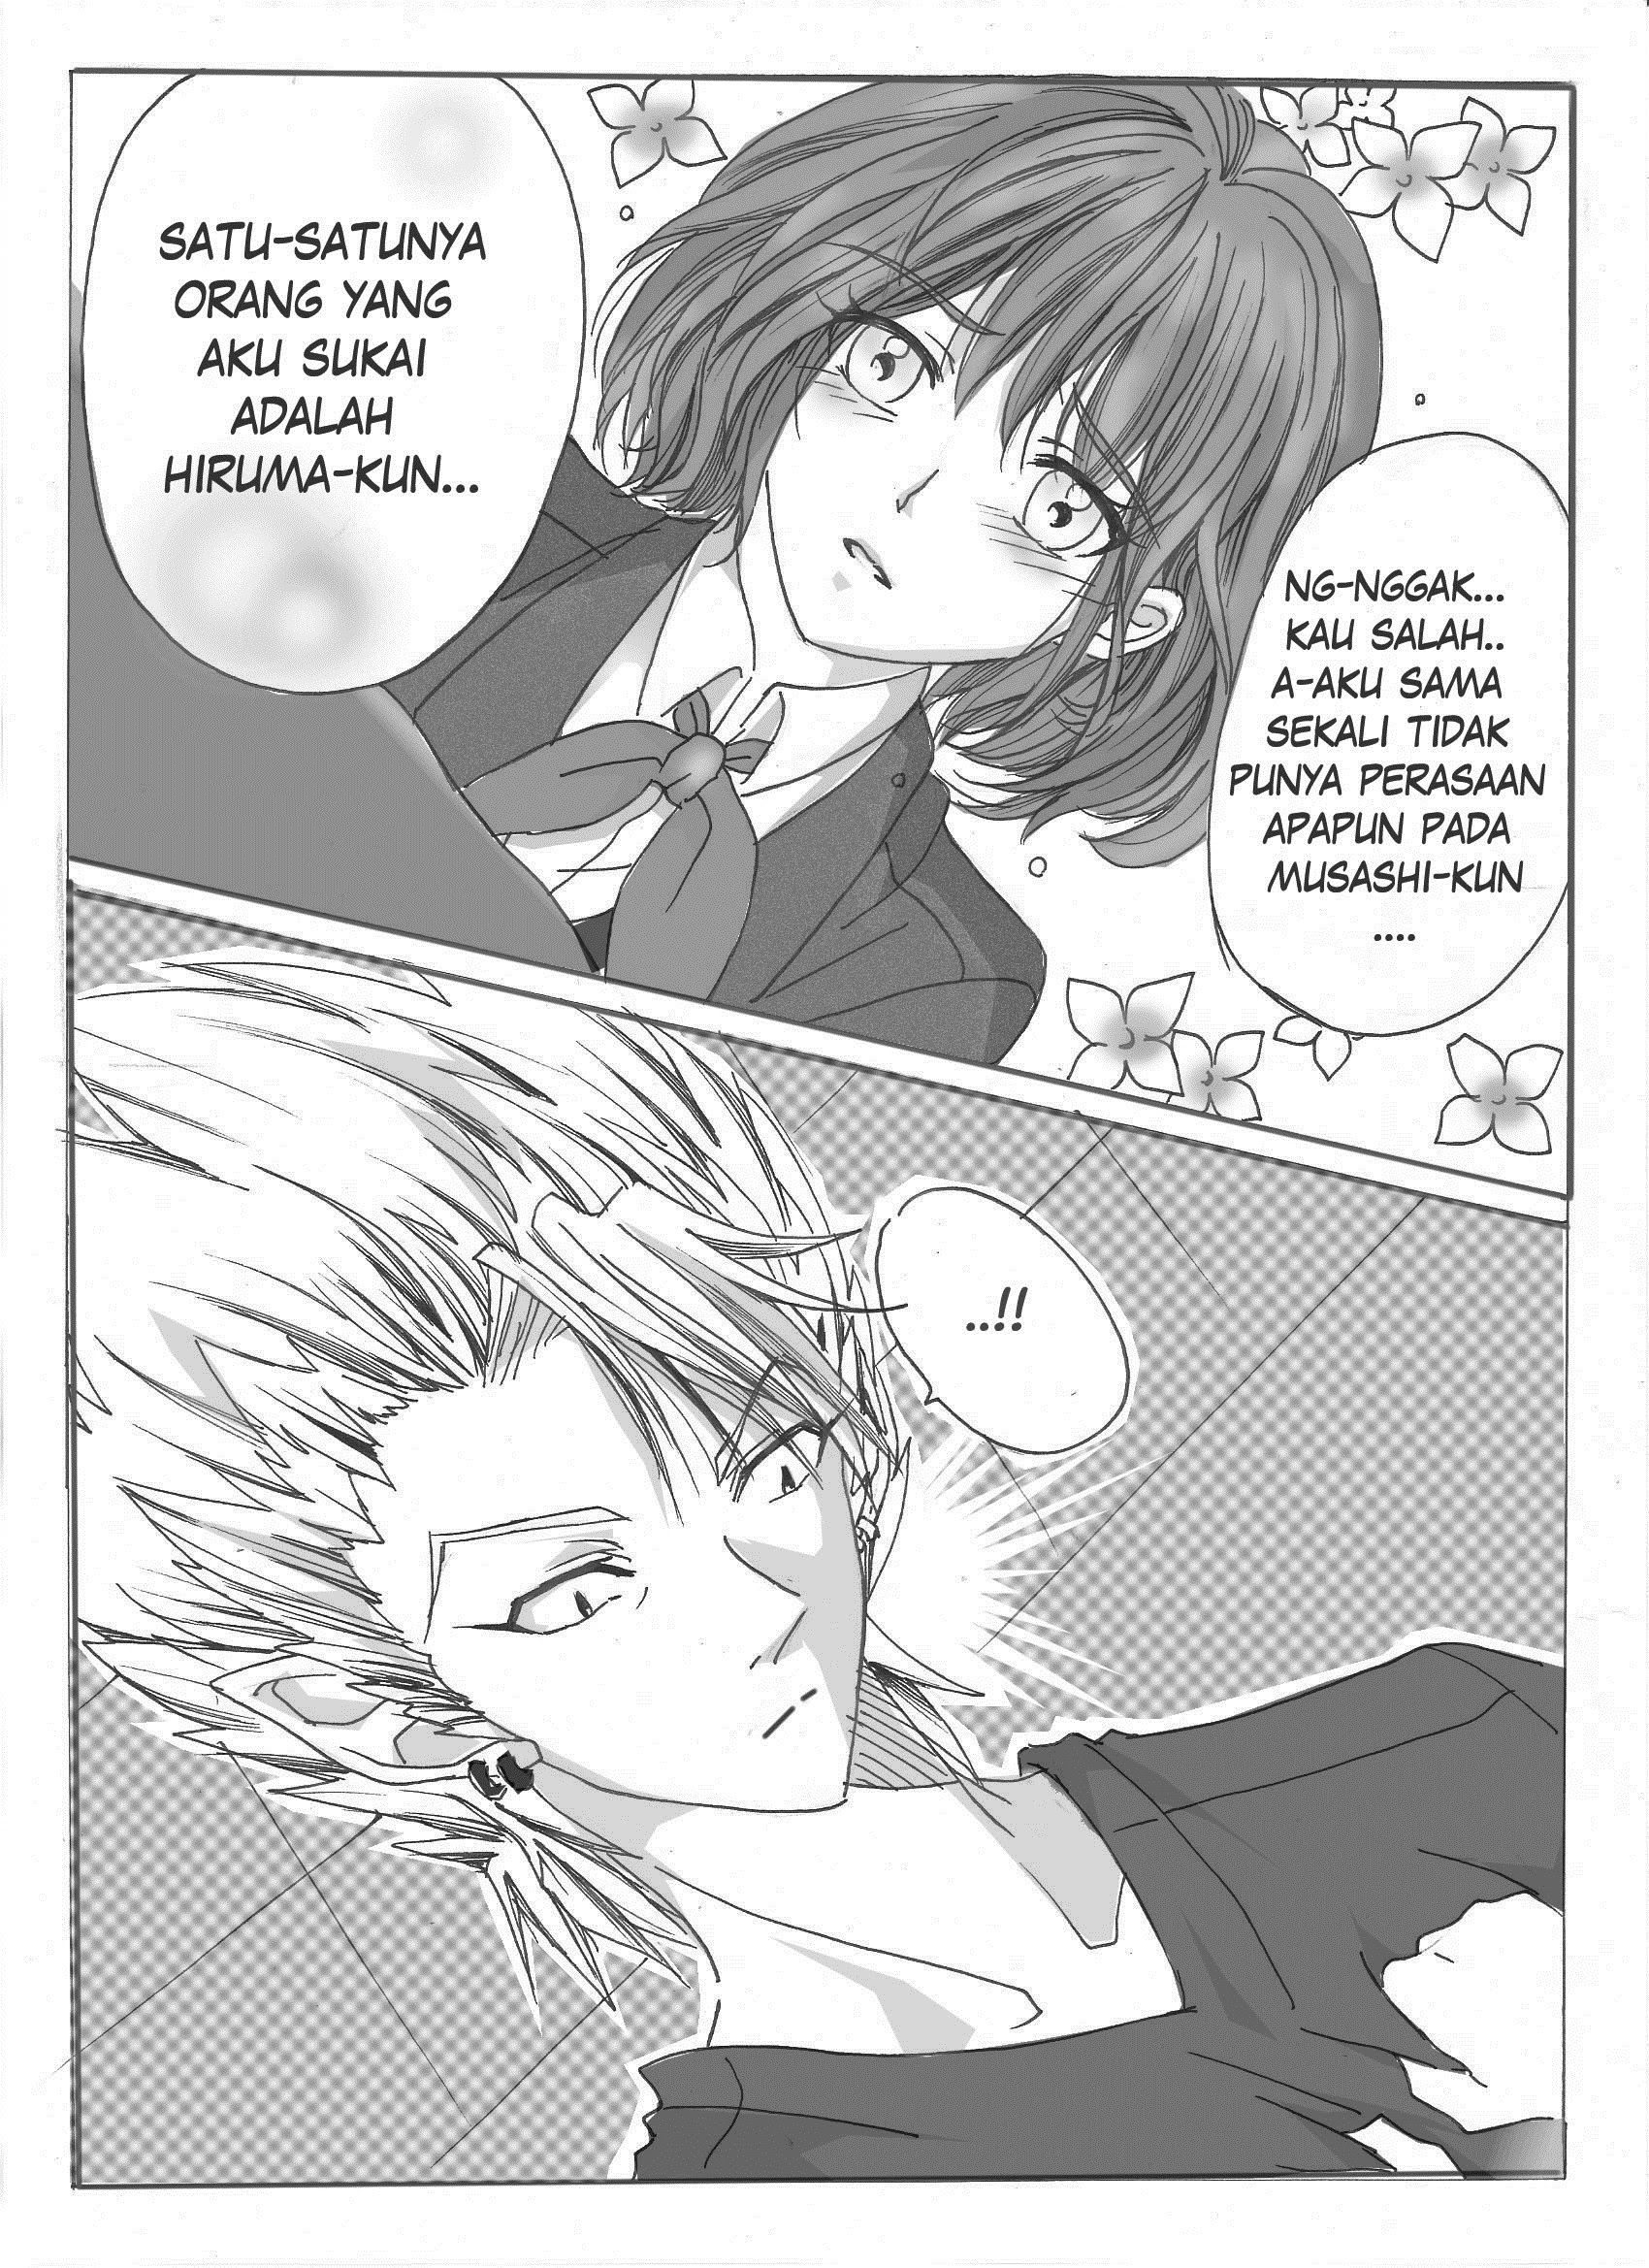 NG-NGGAK...
KAU SALAH..
A-AKU SAMA
SEKALI TIDAK
PUNYA PERASAAN
APAPUN PADA
MUSASHI-KUN
....
SATU-SATUNYA
ORANG YANG
AKU SUKAI
ADALAH
HIRUMA-KUN...
..!!